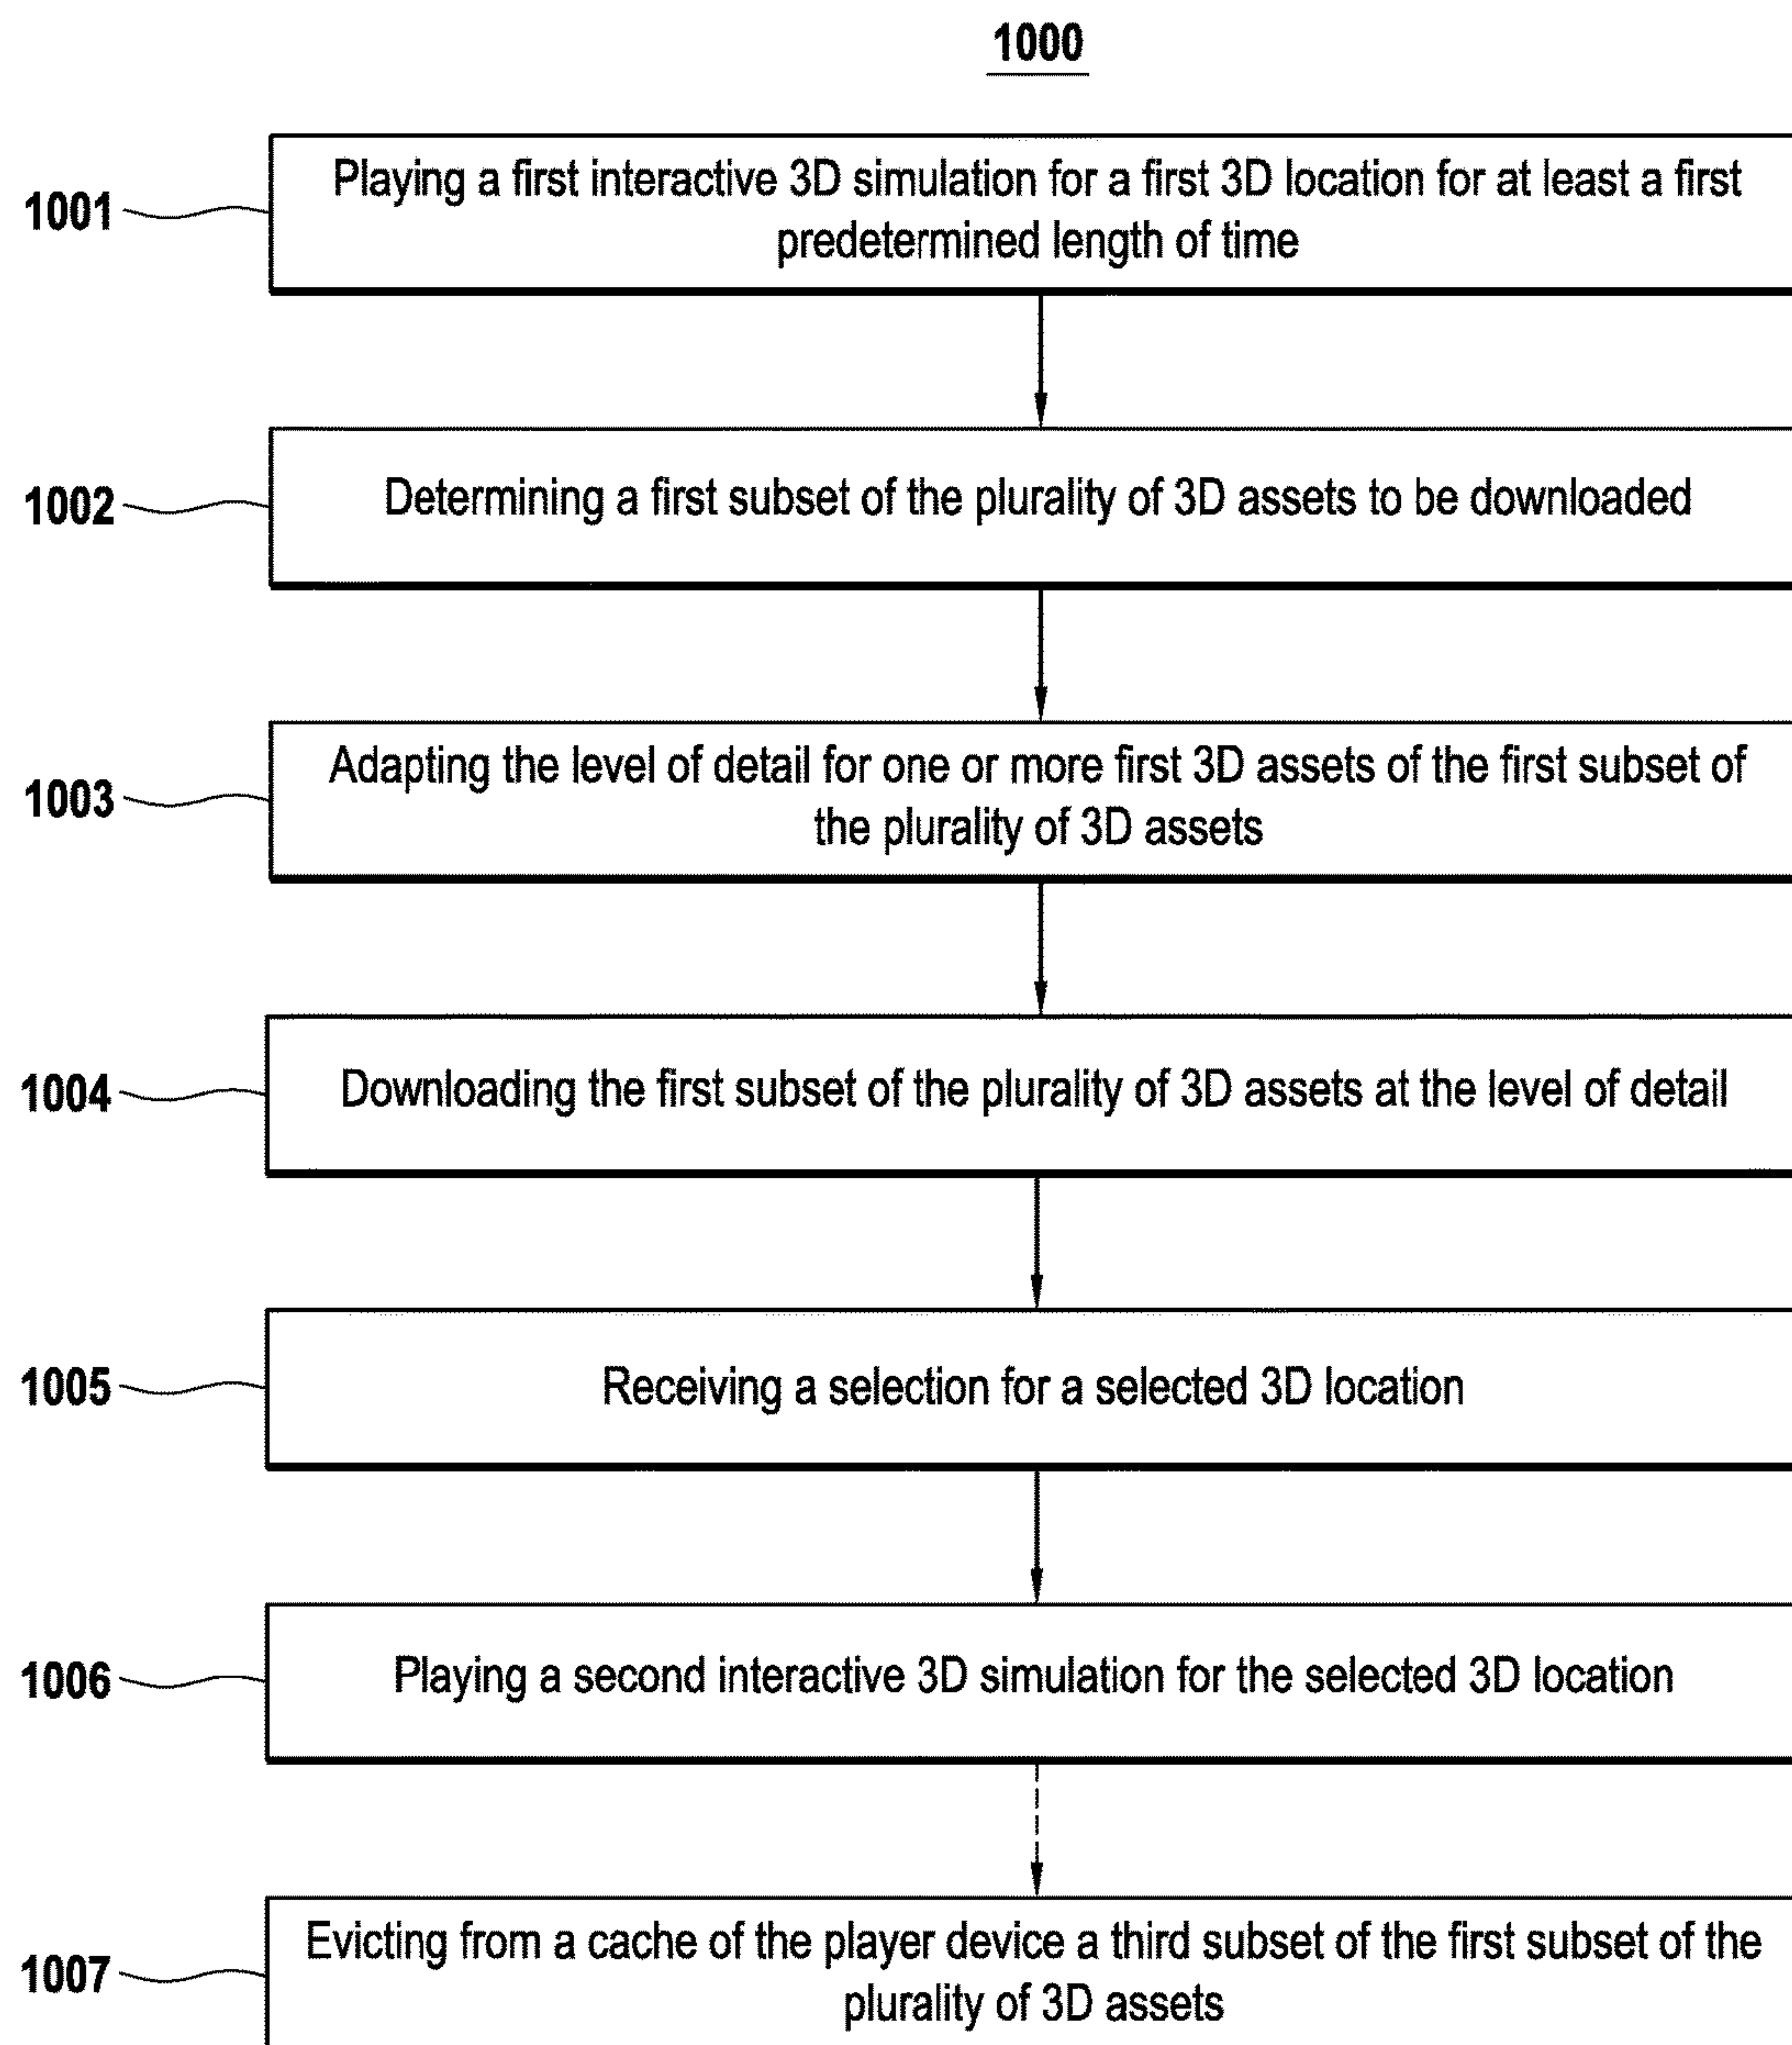 1000
1001
Playing a first interactive 3D simulation for a first 3D location for at least a first
predetermined length of time
1002
Determining a first subset of the plurality of 3D assets to be downloaded
1003
Adapting the level of detail for one or more first 3D assets of the first subset of
the plurality of 3D assets
1004
Downloading the first subset of the plurality of 3D assets at the level of detail
1005
Receiving a selection for a selected 3D location
1006
Playing a second interactive 3D simulation for the selected 3D location
1007
Evicting from a cache of the player device a third subset of the first subset of the
plurality of 3D assets